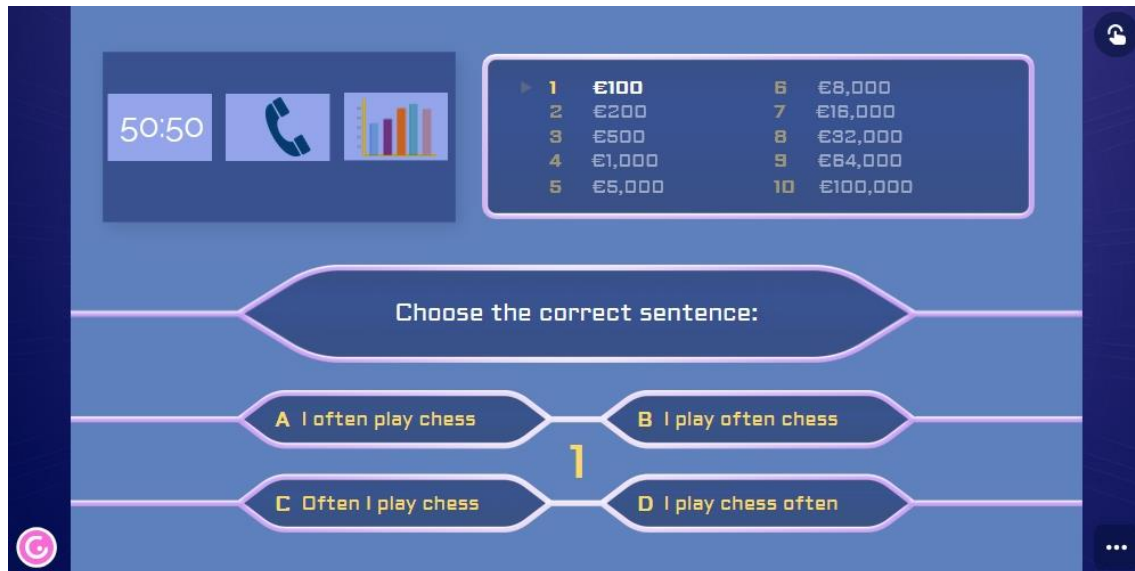 50:50
1 €100 6 €8,000
2 €200 7 €16,000
3 €500 8 €32,000
4 €1,000 9 €64,000
5 €5,000 10 €100,000
Choose the correct sentence:
A I often play chess B I play often chess
1
C Often I play chess D I play chess often